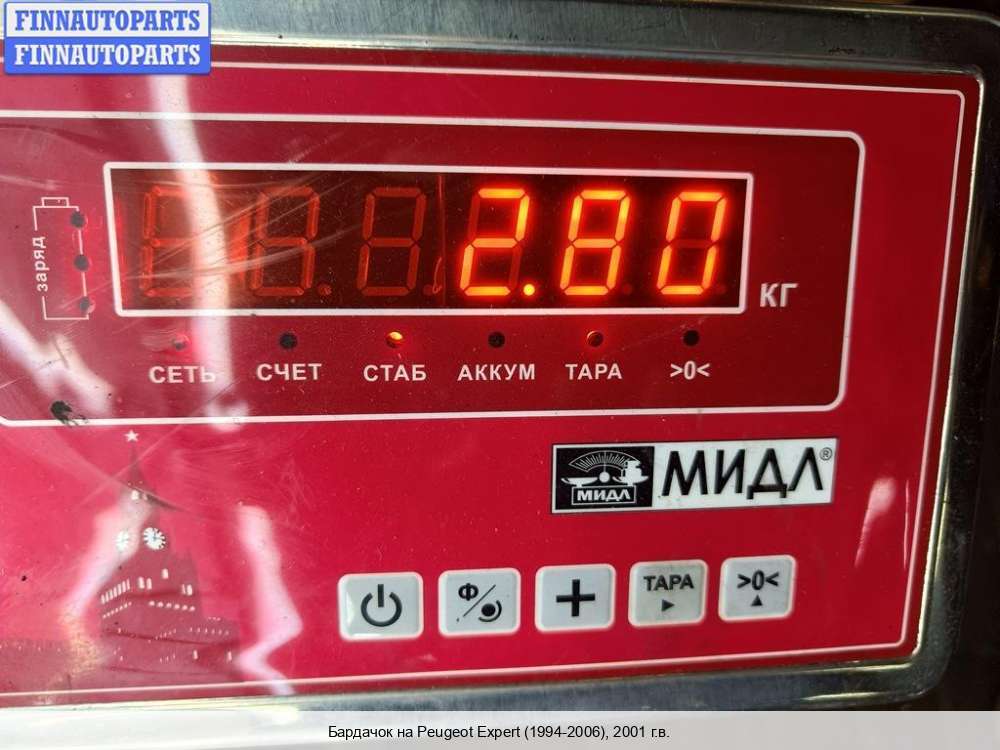 FINNAUTOPARTS
FINNAUTOPARTS
заряд
2.80
КГ
СЕТЬ СЧЕТ СТАБ АККУМ ТАРА >0<
МИДЛ МИДЛ®
Ф
ТАРА
>0<
Бардачок на Peugeot Expert (1994-2006), 2001 г.в.